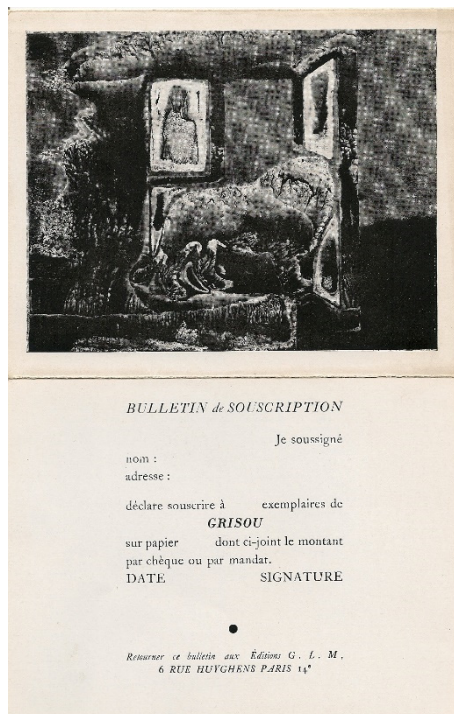 BULLETIN de SOUSCRIPTION
Je soussigné
nom :
adresse :
déclare souscrire à exemplaires de
GRISOU
sur papier dont ci-joint le montant
par chèque ou par mandat.
DATE SIGNATURE
Retourner ce bulletin aux Éditions G. L. M.
6 RUE HUYGHENS PARIS 14e